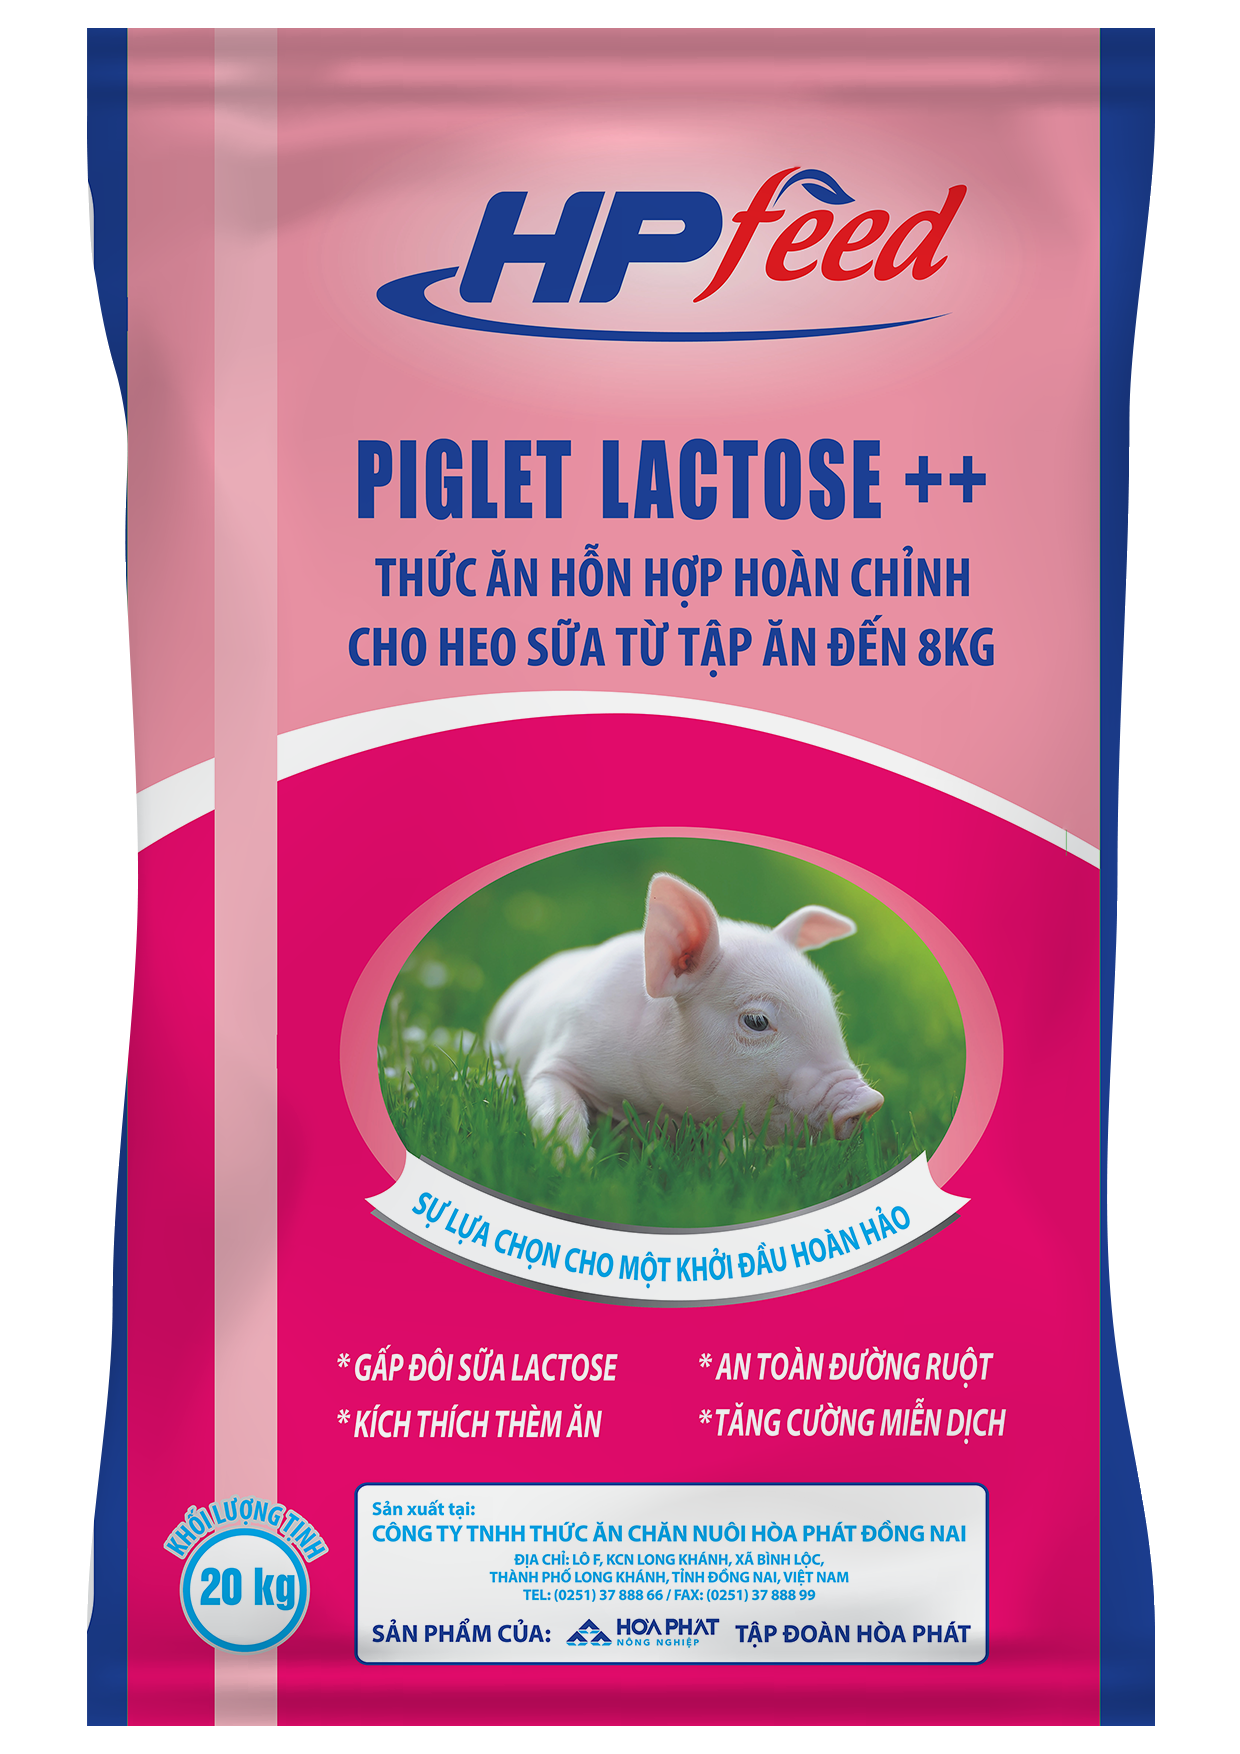 HPfeed
PIGLET LACTOSE ++
THỨC ĂN HỖN HỢP HOÀN CHỈNH
CHO HEO SỮA TỪ TẬP ĂN ĐẾN 8KG
SỰ LỰA CHỌN CHO MỘT KHỞI ĐẦU HOÀN HẢO
* GẤP ĐÔI SỮA LACTOSE
* AN TOÀN ĐƯỜNG RUỘT
* KÍCH THÍCH THÈM ĂN
* TĂNG CƯỜNG MIỄN DỊCH
KHỐI LƯỢNG TỊNH
20 kg
Sản xuất tại:
CÔNG TY TNHH THỨC ĂN CHĂN NUÔI HÒA PHÁT ĐỒNG NAI
ĐỊA CHỈ: LÔ F, KCN LONG KHÁNH, XÃ BÌNH LỘC,
THÀNH PHỐ LONG KHÁNH, TỈNH ĐỒNG NAI, VIỆT NAM
TEL: (0251) 37 888 66 / FAX: (0251) 37 888 99
SẢN PHẨM CỦA: HÒA PHÁT TẬP ĐOÀN HÒA PHÁT
NÔNG NGHIỆP